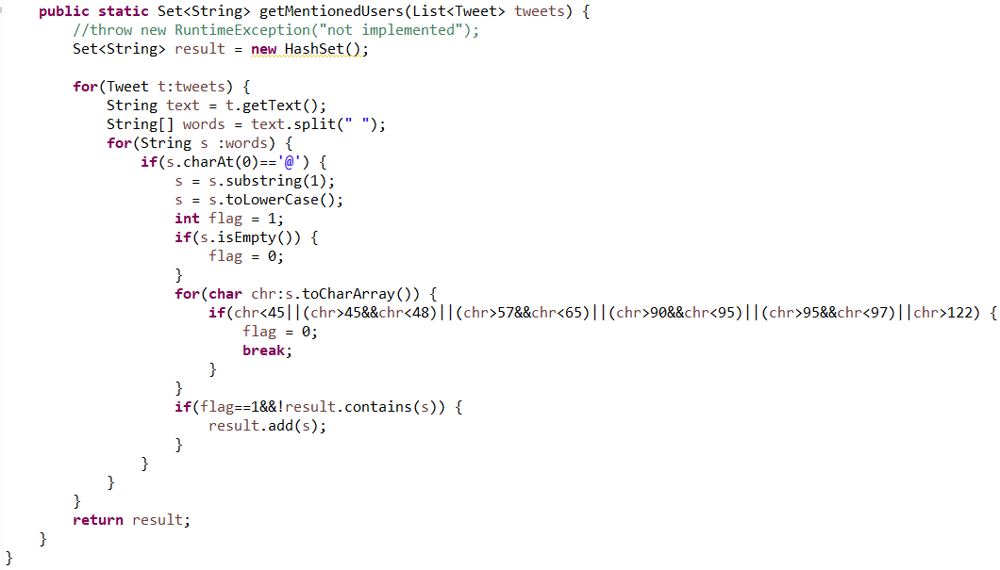 public static Set<String> getMentionedUsers(List<Tweet> tweets) {
//throw new RuntimeException("not implemented");
Set<String> result = new HashSet();
for(Tweet t:tweets) {
String text = t.getText();
String[] words = text.split(" ");
for(String s :words) {
if(s.charAt(0)=='@') {
s = s.substring(1);
s = s.toLowerCase();
int flag = 1;
if(s.isEmpty()) {
flag = 0;
}
for(char chr:s.toCharArray()) {
if(chr<45||(chr>45&&chr<48)||(chr>57&&chr<65)||(chr>90&&chr<95)||(chr>95&&chr<97)||chr>122) {
flag = 0;
break;
}
}
if(flag==1&&!result.contains(s)) {
result.add(s);
}
}
}
}
return result;
}
}